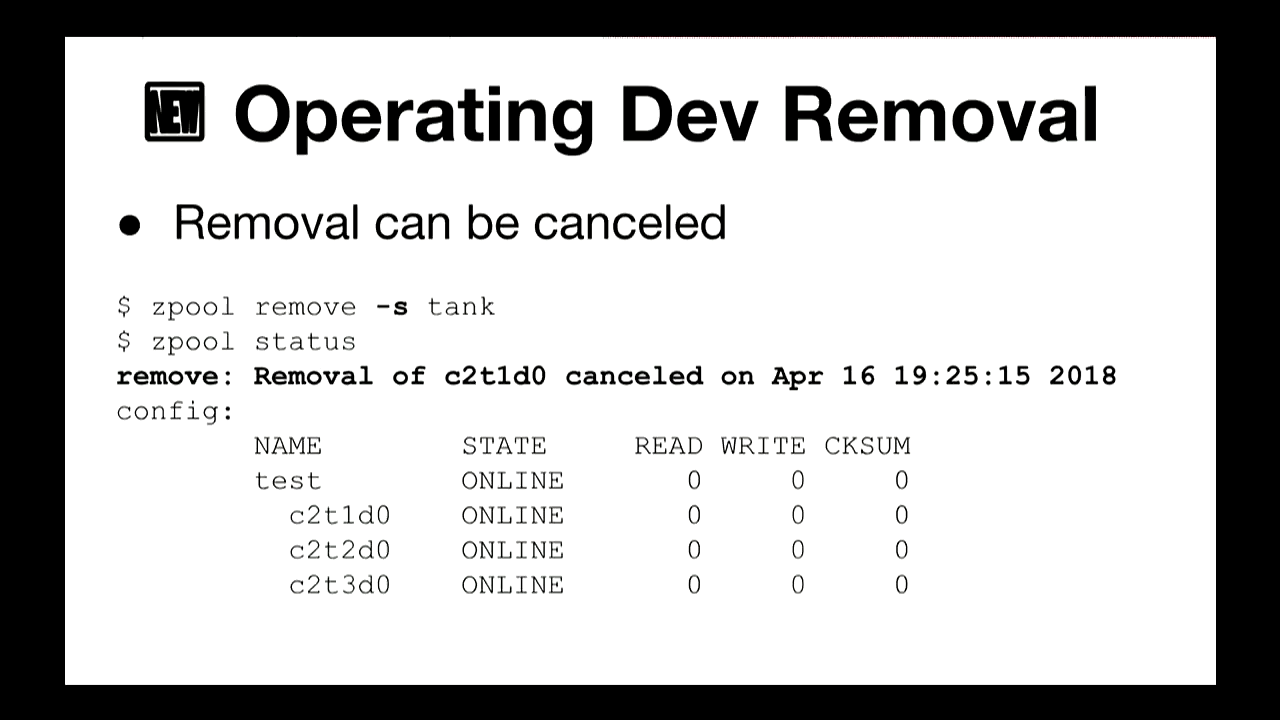 NEW Operating Dev Removal
● Removal can be canceled
$ zpool remove -s tank
$ zpool status
remove: Removal of c2t1d0 canceled on Apr 16 19:25:15 2018
config:
NAME STATE READ WRITE CKSUM
test ONLINE 0 0 0
c2t1d0 ONLINE 0 0 0
c2t2d0 ONLINE 0 0 0
c2t3d0 ONLINE 0 0 0